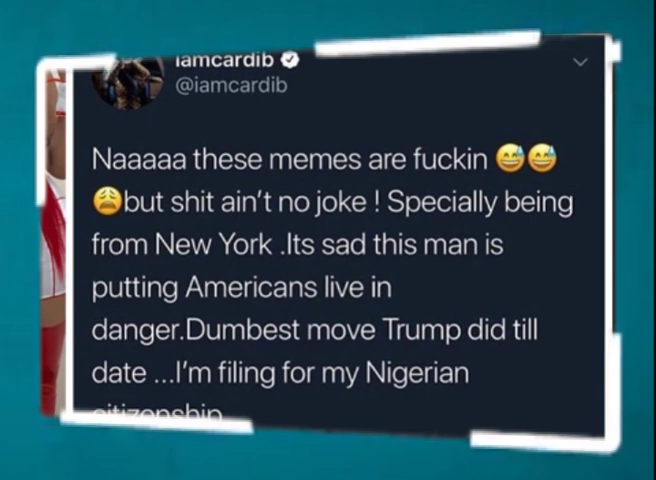 iamcardib
@iamcardib
Naaaaa these memes are fuckin 😅😅
😩but shit ain't no joke ! Specially being
from New York .Its sad this man is
putting Americans live in
danger.Dumbest move Trump did till
date ...I'm filing for my Nigerian
citizenship